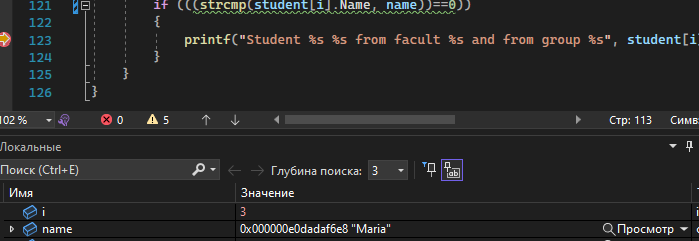 121 if (((strcmp(student[i].Name, name))==0))
122 {
123 printf("Student %s %s from facult %s and from group %s", student[i
124 }
125 }
126 }
102 % 0 5 Стр: 113 Симв
Локальные
Поиск (Ctrl+E) Глубина поиска: 3
Имя Значение
i 3
name 0x000000e0dadaf6e8 "Maria" Просмотр